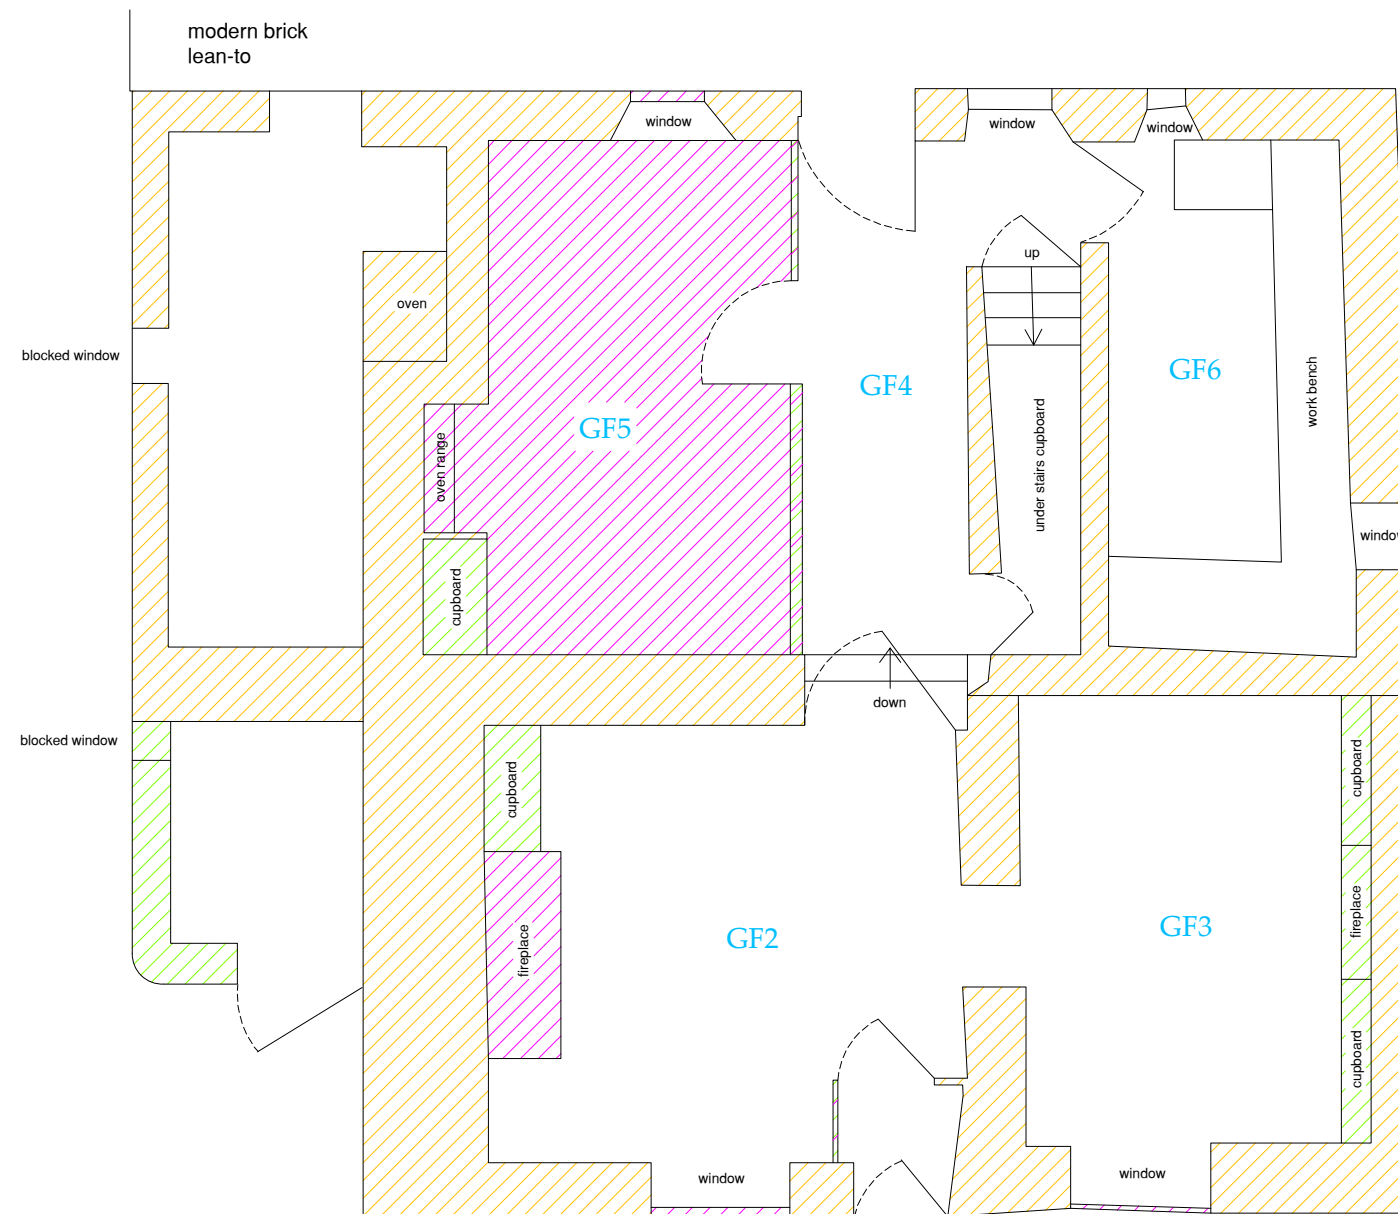 modern brick
lean-to
window
window
window
up
oven
blocked window
GF4
GF6
GF5
work bench
oven range
under stairs cupboard
window
cupboard
down
blocked window
cupboard
cupboard
fireplace
GF2
GF3
fireplace
cupboard
window
window